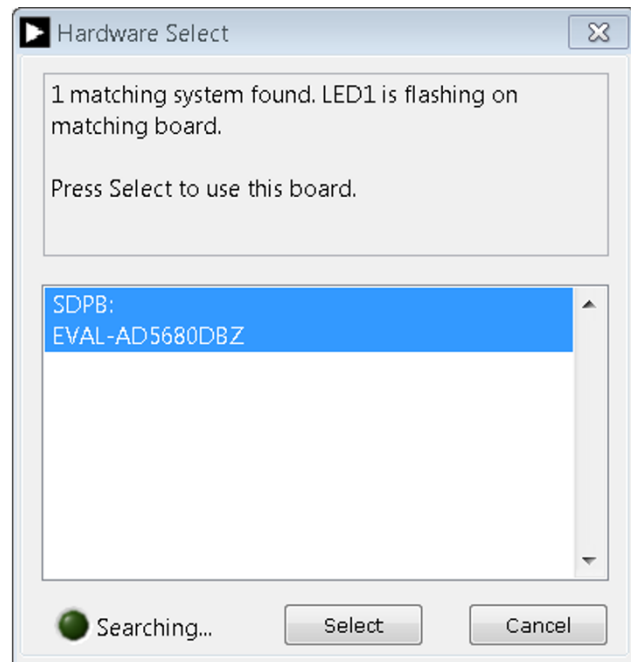 Hardware Select
1 matching system found. LED1 is flashing on
matching board.
Press Select to use this board.
SDPB:
EVAL-AD5680DBZ
Searching...
Select
Cancel